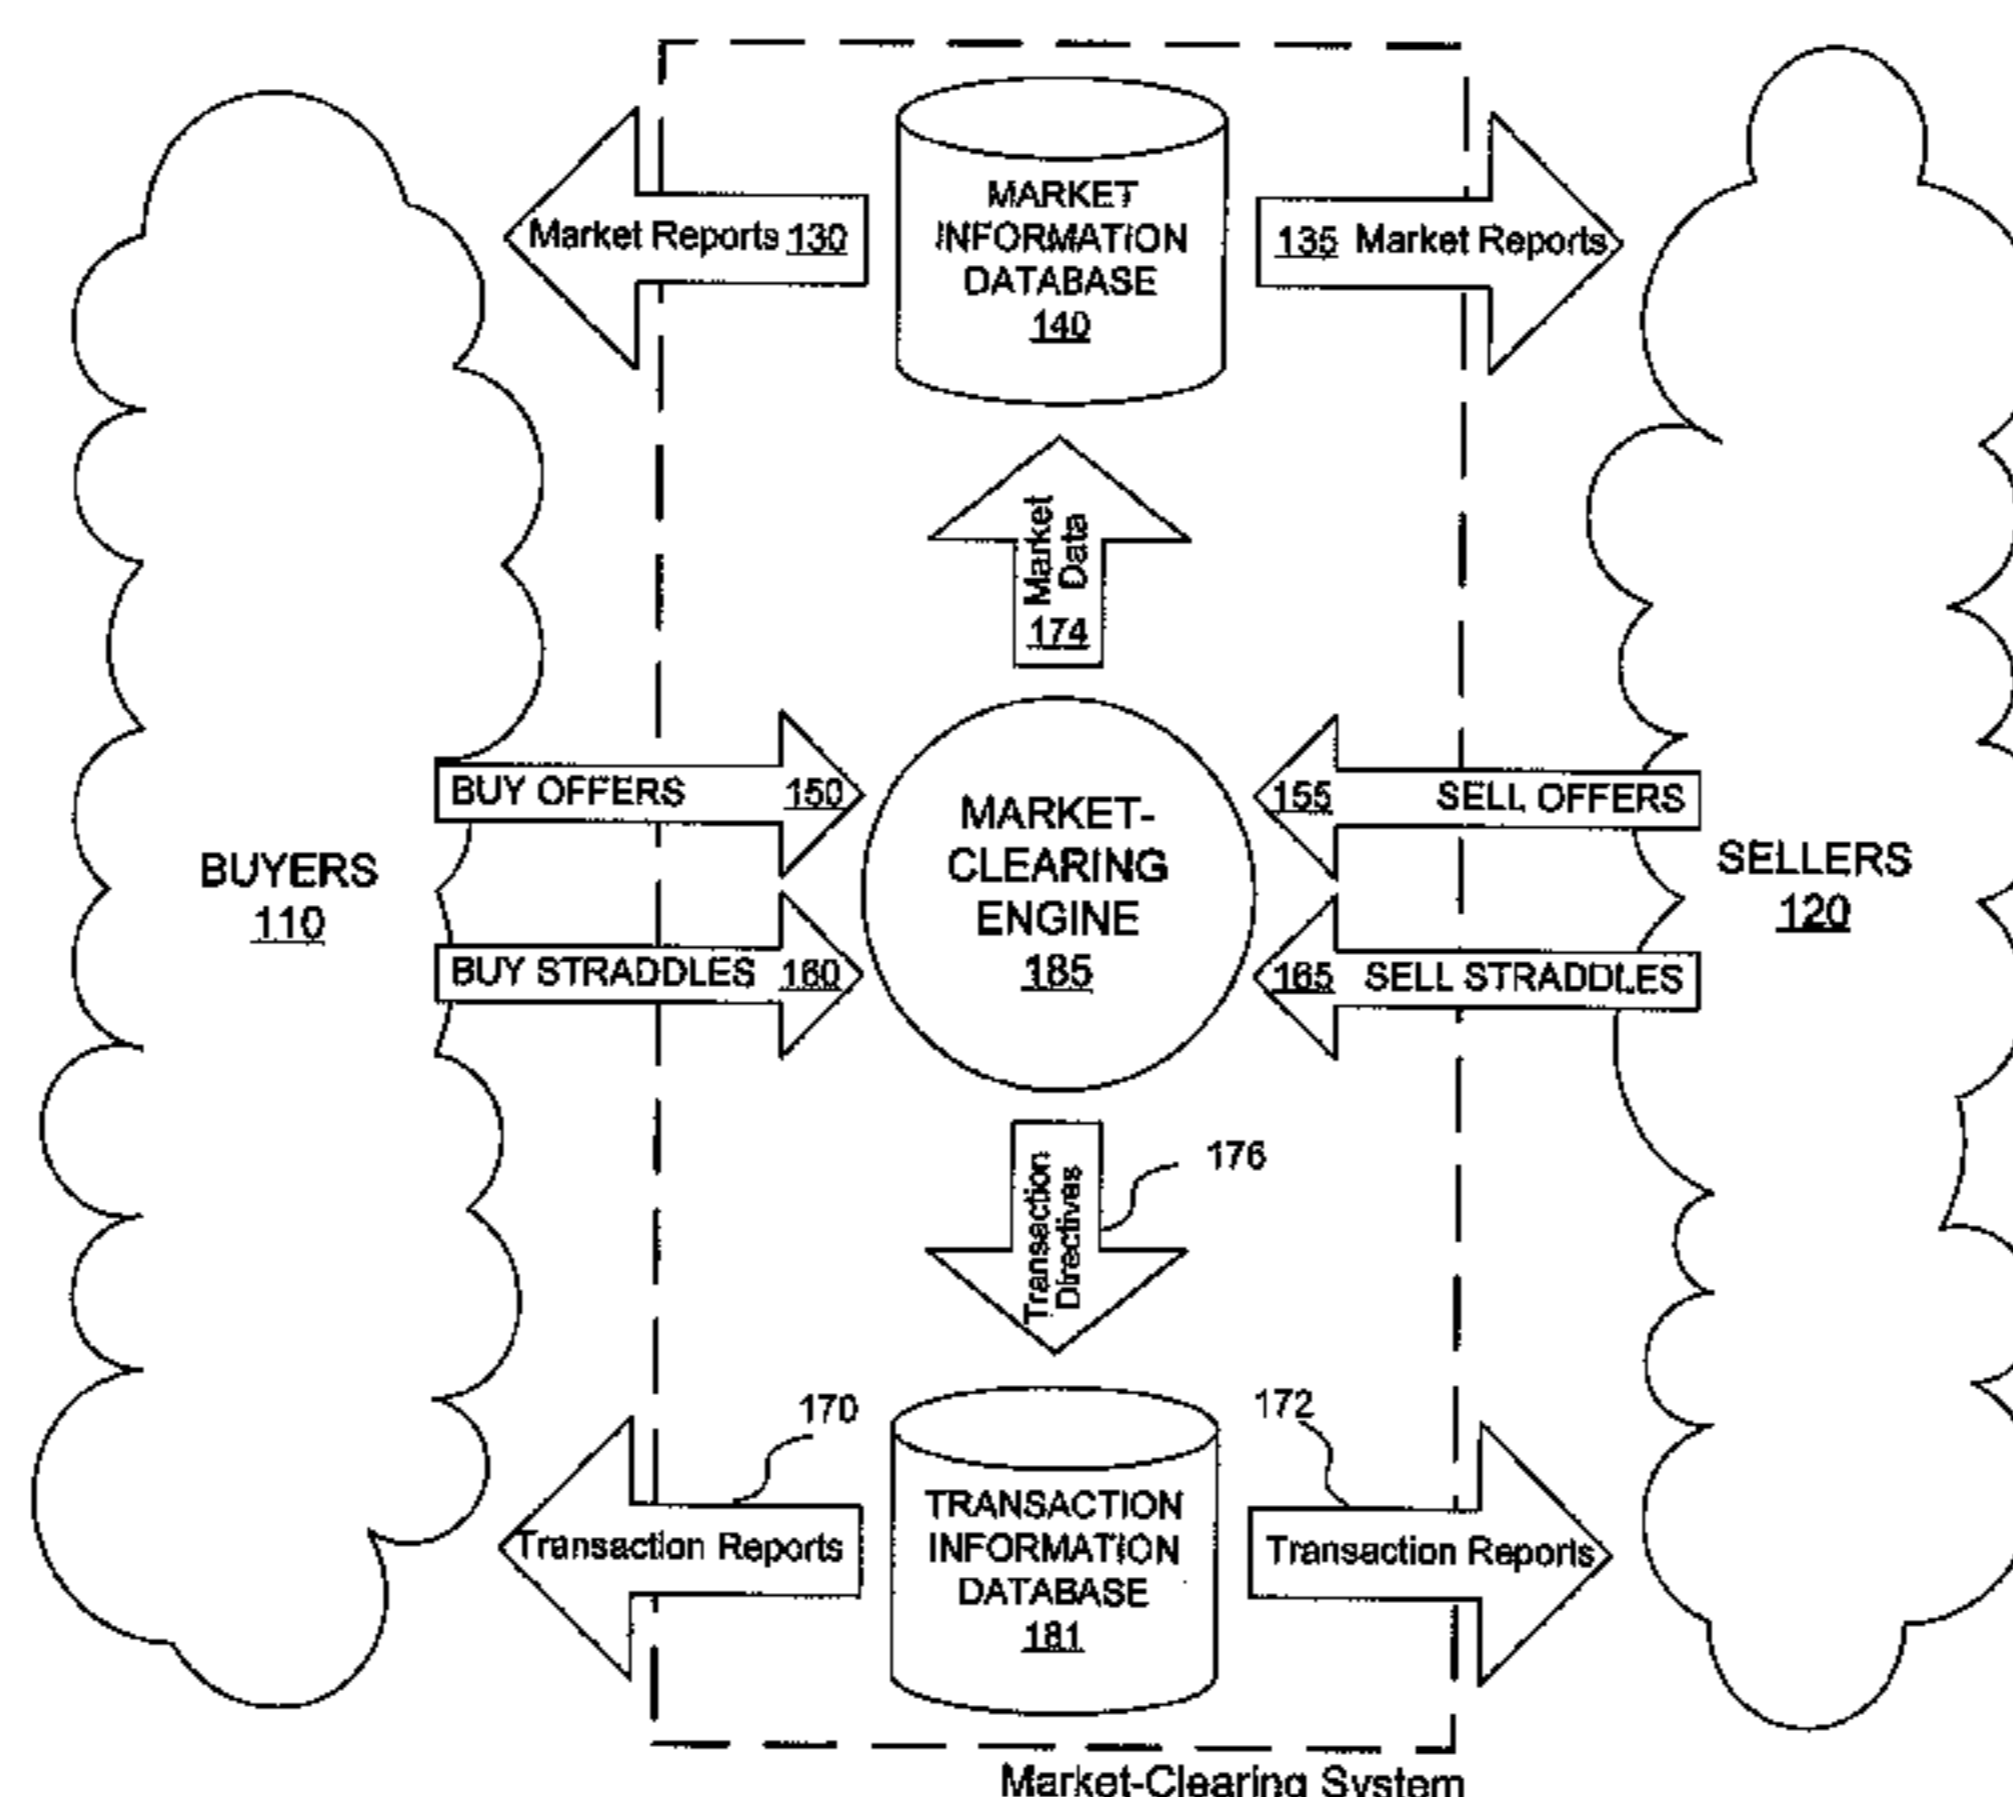 MARKET
INFORMATION
DATABASE
140
Market Reports 130
135 Market Reports
Market
Data
174
BUY OFFERS 150
155 SELL OFFERS
MARKET-
CLEARING
ENGINE
185
BUYERS
110
SELLERS
120
BUY STRADDLES 160
165 SELL STRADDLES
Transaction
Directives
176
170
172
Transaction Reports
TRANSACTION
INFORMATION
DATABASE
181
Transaction Reports
Market-Clearing System